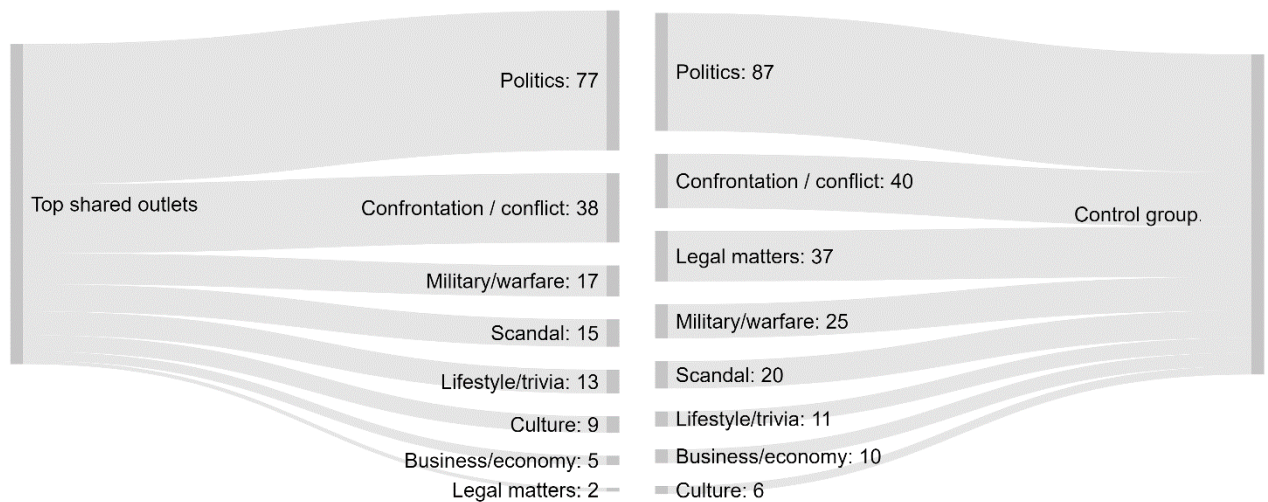 Top shared outlets
Politics: 77
Confrontation / conflict: 38
Military/warfare: 17
Scandal: 15
Lifestyle/trivia: 13
Culture: 9
Business/economy: 5
Legal matters: 2
Politics: 87
Confrontation / conflict: 40
Legal matters: 37
Military/warfare: 25
Scandal: 20
Lifestyle/trivia: 11
Business/economy: 10
Culture: 6
Control group.